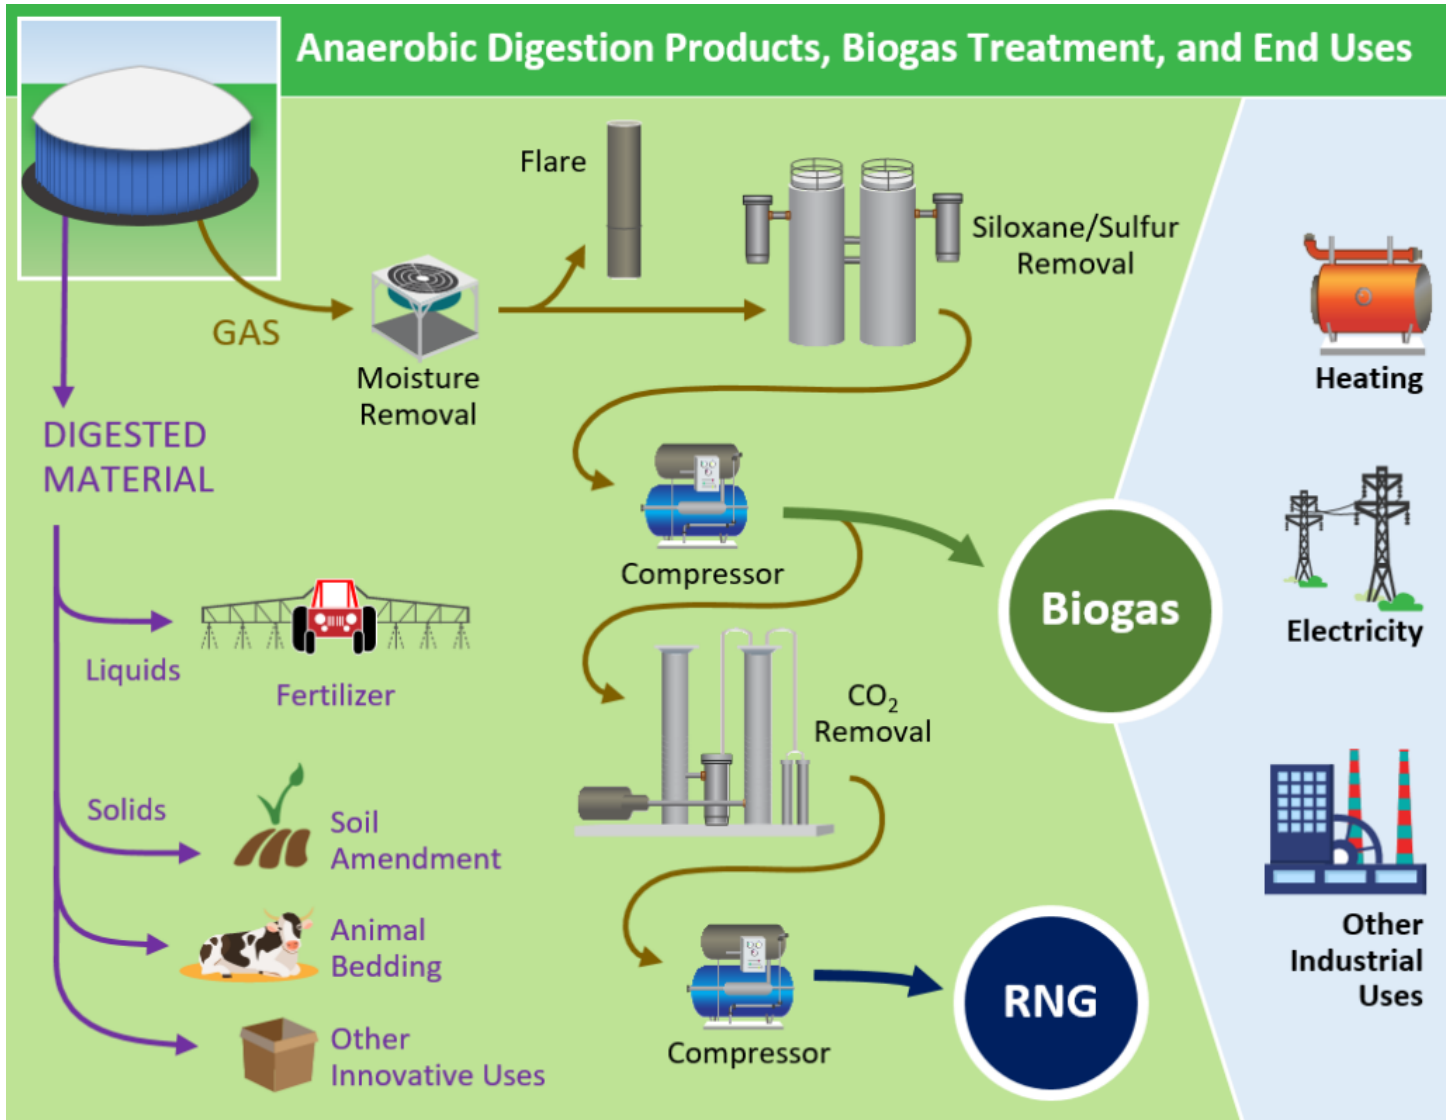 Anaerobic Digestion Products, Biogas Treatment, and End Uses
Flare
Siloxane/Sulfur
Removal
GAS
Moisture
Removal
Heating
DIGESTED
MATERIAL
Compressor
Biogas
Electricity
Liquids
Fertilizer
CO₂
Removal
Solids
Soil
Amendment
Animal
Bedding
Other
Industrial
Uses
RNG
Other
Innovative Uses
Compressor